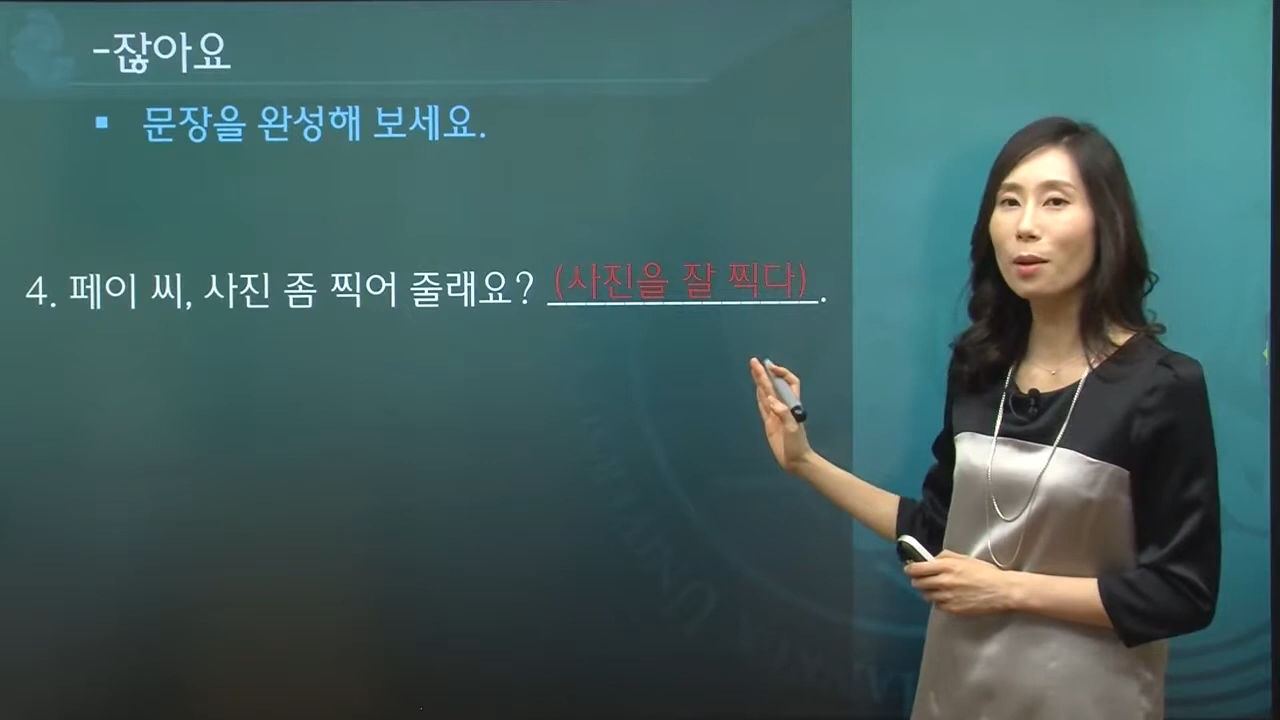 -잖아요
▪ 문장을 완성해 보세요.
4. 페이 씨, 사진 좀 찍어 줄래요? (사진을 잘 찍다).